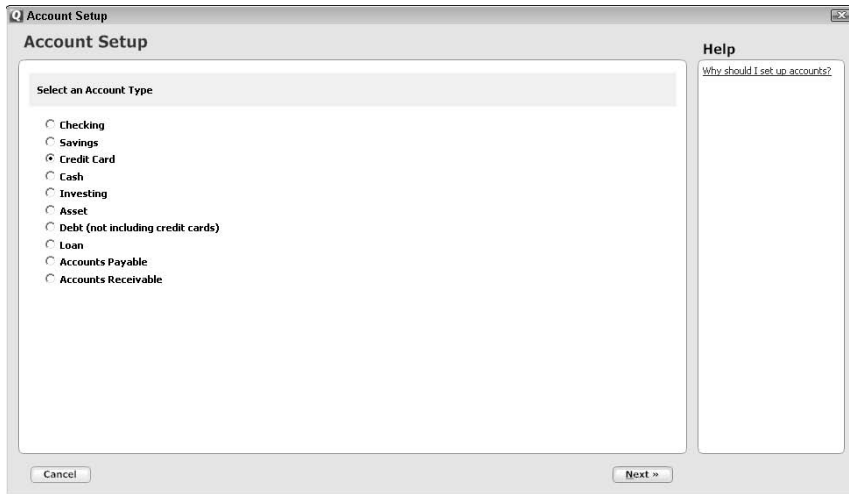 Account Setup
Account Setup
Help
Why should I set up accounts?
Select an Account Type
Checking
Savings
Credit Card
Cash
Investing
Asset
Debt (not including credit cards)
Loan
Accounts Payable
Accounts Receivable
Cancel
Next »